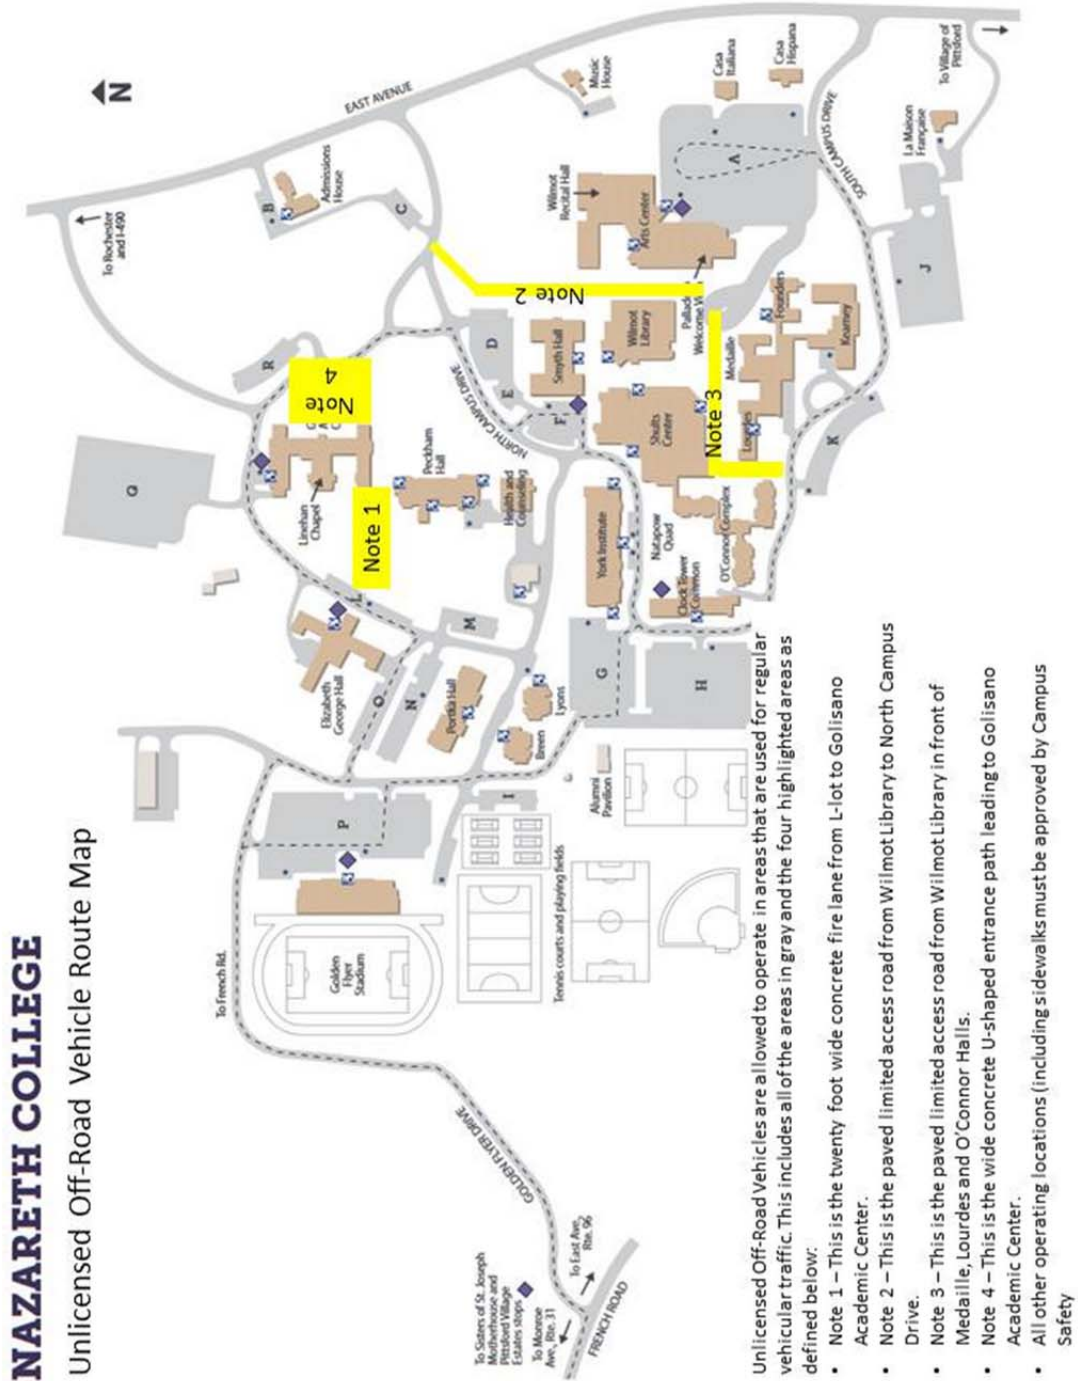 NAZARETH COLLEGE
Unlicensed Off-Road Vehicle Route Map
N
EAST AVENUE
To Rochester
and I-490
B
Admissions
House
C
Music
House
Casa
Italiana
Casa
Hispana
To Village of
Pittsford
La Maison
Française
SOUTH CAMPUS DRIVE
A
Wilmot
Recital Hall
Arts Center
J
R
Note
4
Note 2
D
Smyth Hall
Wilmot
Library
Welcome
Founders
Kearney
Medaille
E
F
NORTH CAMPUS DRIVE
Q
Linehan
Chapel
Note 1
Peckham
Hall
Health and
Counseling
Shults
Center
Note 3
Lourdes
K
York Institute
Natapow
Quad
O'Connor Complex
Clock Tower
Common
L
M
Elizabeth
George Hall
O
N
Portka Hall
Lyons
Breen
G
H
Alumni
Pavilion
I
P
Golden
Flyer
Stadium
Tennis courts and playing fields
To French Rd.
GOLDEN FLYER DRIVE
To Sisters of St. Joseph
Motherhouse and
Pittsford Village
Estates stops
To Monroe
Ave., Rte. 31
To East Ave.,
Rte. 96
FRENCH ROAD
Unlicensed Off-Road Vehicles are allowed to operate in areas that are used for regular
vehicular traffic. This includes all of the areas in gray and the four highlighted areas as
defined below:
• Note 1 – This is the twenty foot wide concrete fire lane from L-lot to Golisano
Academic Center.
• Note 2 – This is the paved limited access road from Wilmot Library to North Campus
Drive.
• Note 3 – This is the paved limited access road from Wilmot Library in front of
Medaille, Lourdes and O'Connor Halls.
• Note 4 – This is the wide concrete U-shaped entrance path leading to Golisano
Academic Center.
• All other operating locations (including sidewalks must be approved by Campus
Safety